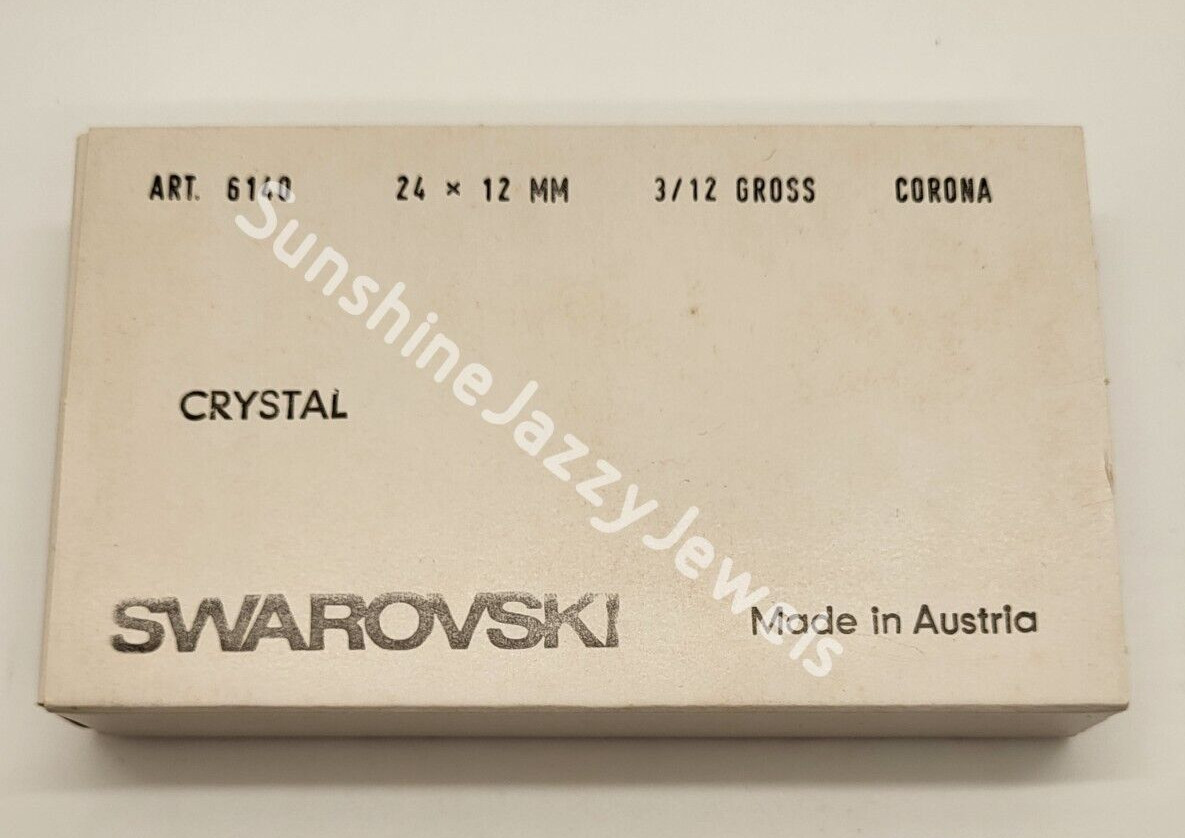 ART. 6140 24 × 12 MM 3/12 GROSS CORONA
CRYSTAL
SWAROVSKI Made in Austria
SunshineJazzyJewels